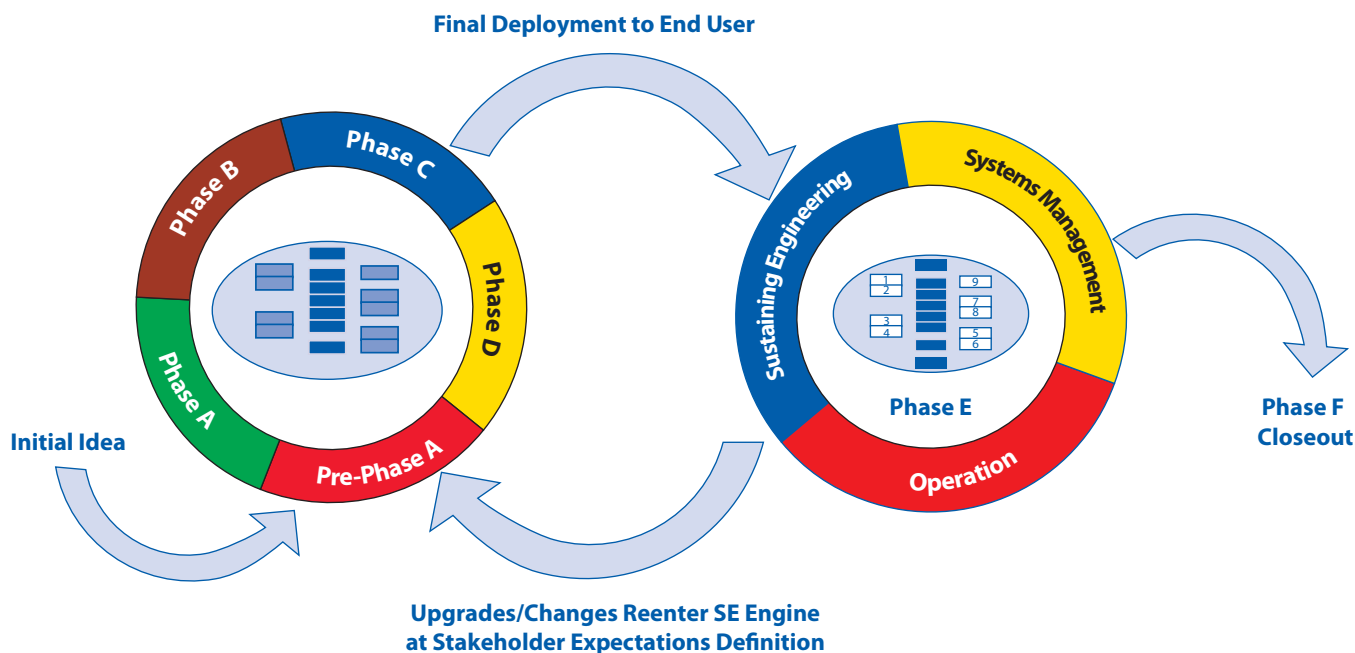 Final Deployment to End User
Phase C
Phase B
Phase D
Phase A
Pre-Phase A
Initial Idea
Sustaining Engineering
Systems Management
1
2
3
4
9
7
8
5
6
Phase E
Operation
Phase F
Closeout
Upgrades/Changes Reenter SE Engine
at Stakeholder Expectations Definition